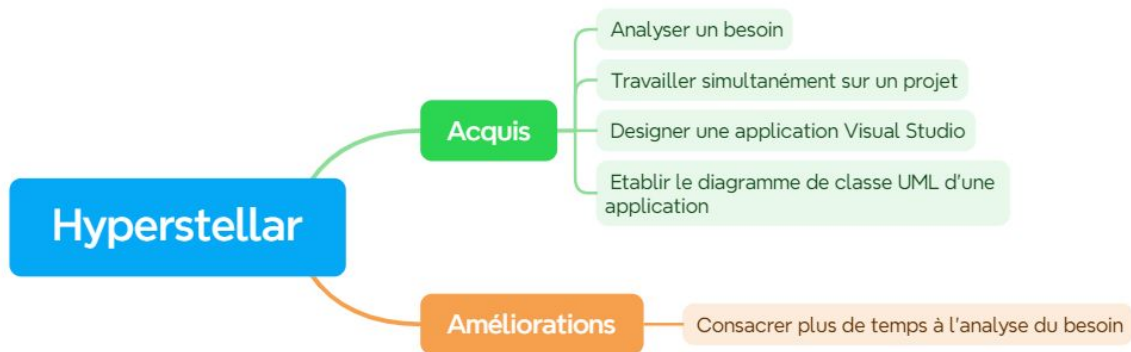 Hyperstellar
Acquis
Analyser un besoin
Travailler simultanément sur un projet
Designer une application Visual Studio
Etablir le diagramme de classe UML d'une
application
Améliorations
Consacrer plus de temps à l'analyse du besoin